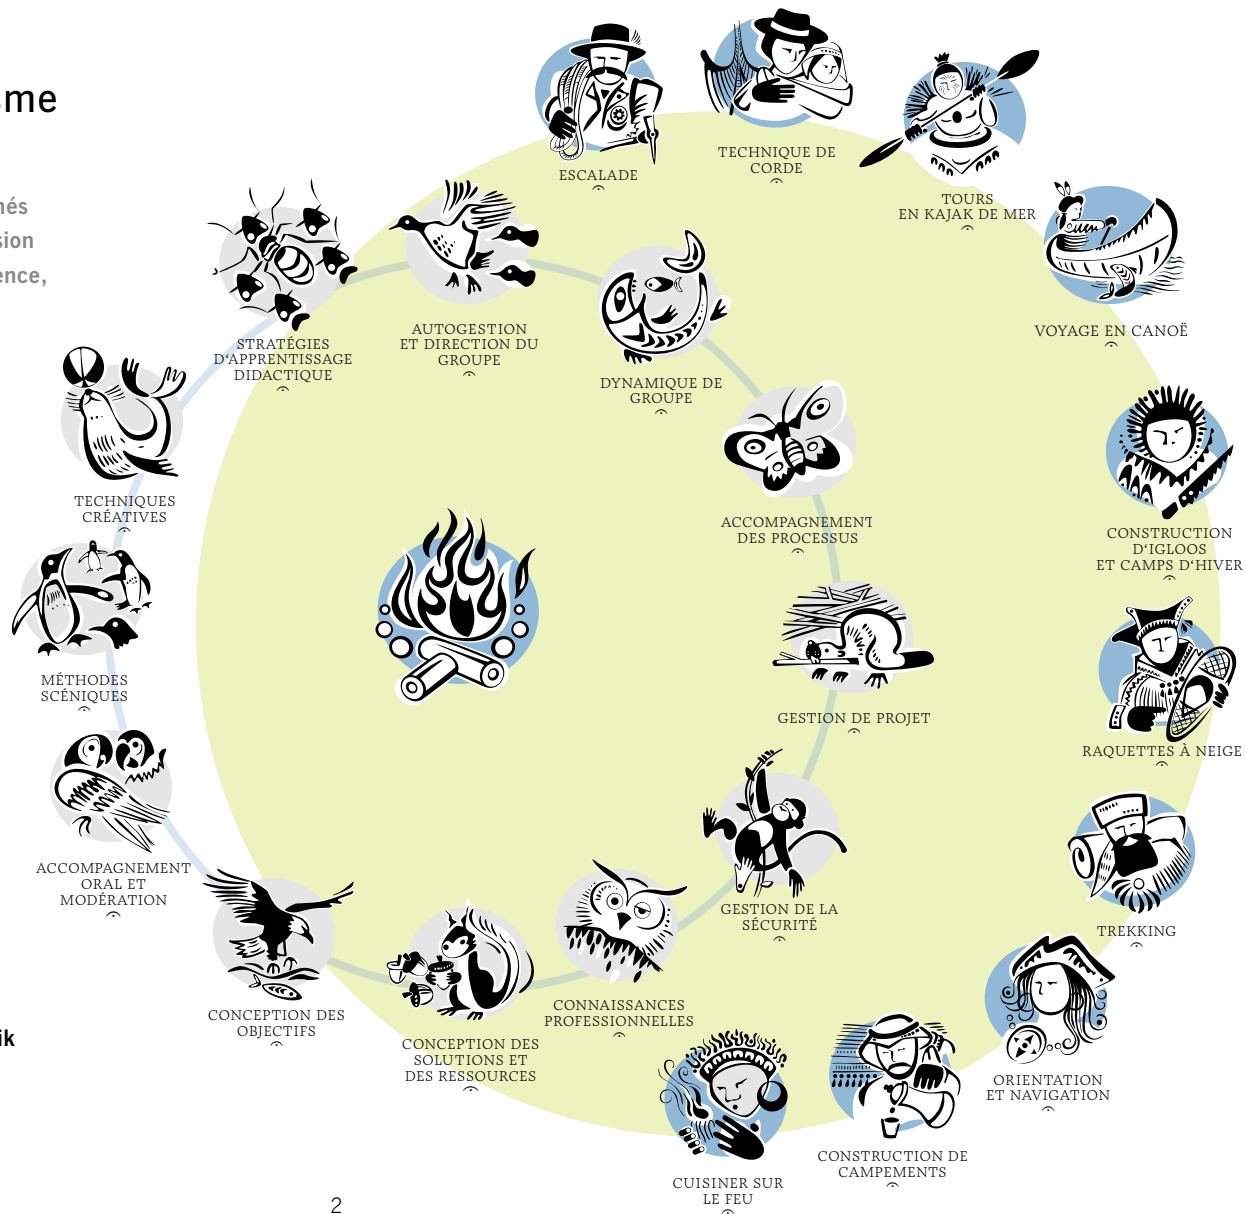 sme
nés
sion
ence,
ESCALADE
TECHNIQUE DE
CORDE
TOURS
EN KAJAK DE MER
VOYAGE EN CANOË
STRATÉGIES
D‘APPRENTISSAGE
DIDACTIQUE
AUTOGESTION
ET DIRECTION DU
GROUPE
DYNAMIQUE DE
GROUPE
TECHNIQUES
CRÉATIVES
ACCOMPAGNEMENT
DES PROCESSUS
CONSTRUCTION
D‘IGLOOS
ET CAMPS D‘HIVER
MÉTHODES
SCÉNIQUES
GESTION DE PROJET
RAQUETTES À NEIGE
ACCOMPAGNEMENT
ORAL ET
MODÉRATION
GESTION DE LA
SÉCURITÉ
TREKKING
CONCEPTION DES
OBJECTIFS
CONNAISSANCES
PROFESSIONNELLES
CONCEPTION DES
SOLUTIONS ET
DES RESSOURCES
ORIENTATION
ET NAVIGATION
ik
CONSTRUCTION DE
CAMPEMENTS
CUISINER SUR
LE FEU
2